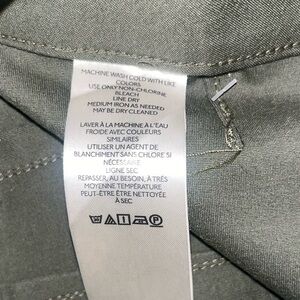 MACHINE WASH COLD WITH LIKE
COLORS
USE ONLY NON-CHLORINE
BLEACH
LINE DRY
MEDIUM IRON AS NEEDED
MAY BE DRY CLEANED
LAVER À LA MACHINE À L'EAU
FROIDE AVEC COULEURS
SIMILAIRES
UTILISER UN AGENT DE
BLANCHIMENT SANS CHLORE SI
NÉCESSAIRE
LIGNE SEC
REPASSER, AU BESOIN, À TRÈS
MOYENNE TEMPÉRATURE
PEUT-ÊTRE ÊTRE NETTOYÉE
À SEC